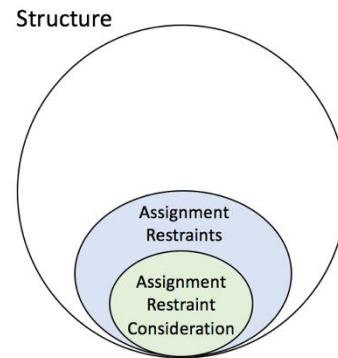 Structure
Assignment
Restraints
Assignment
Restraint
Consideration